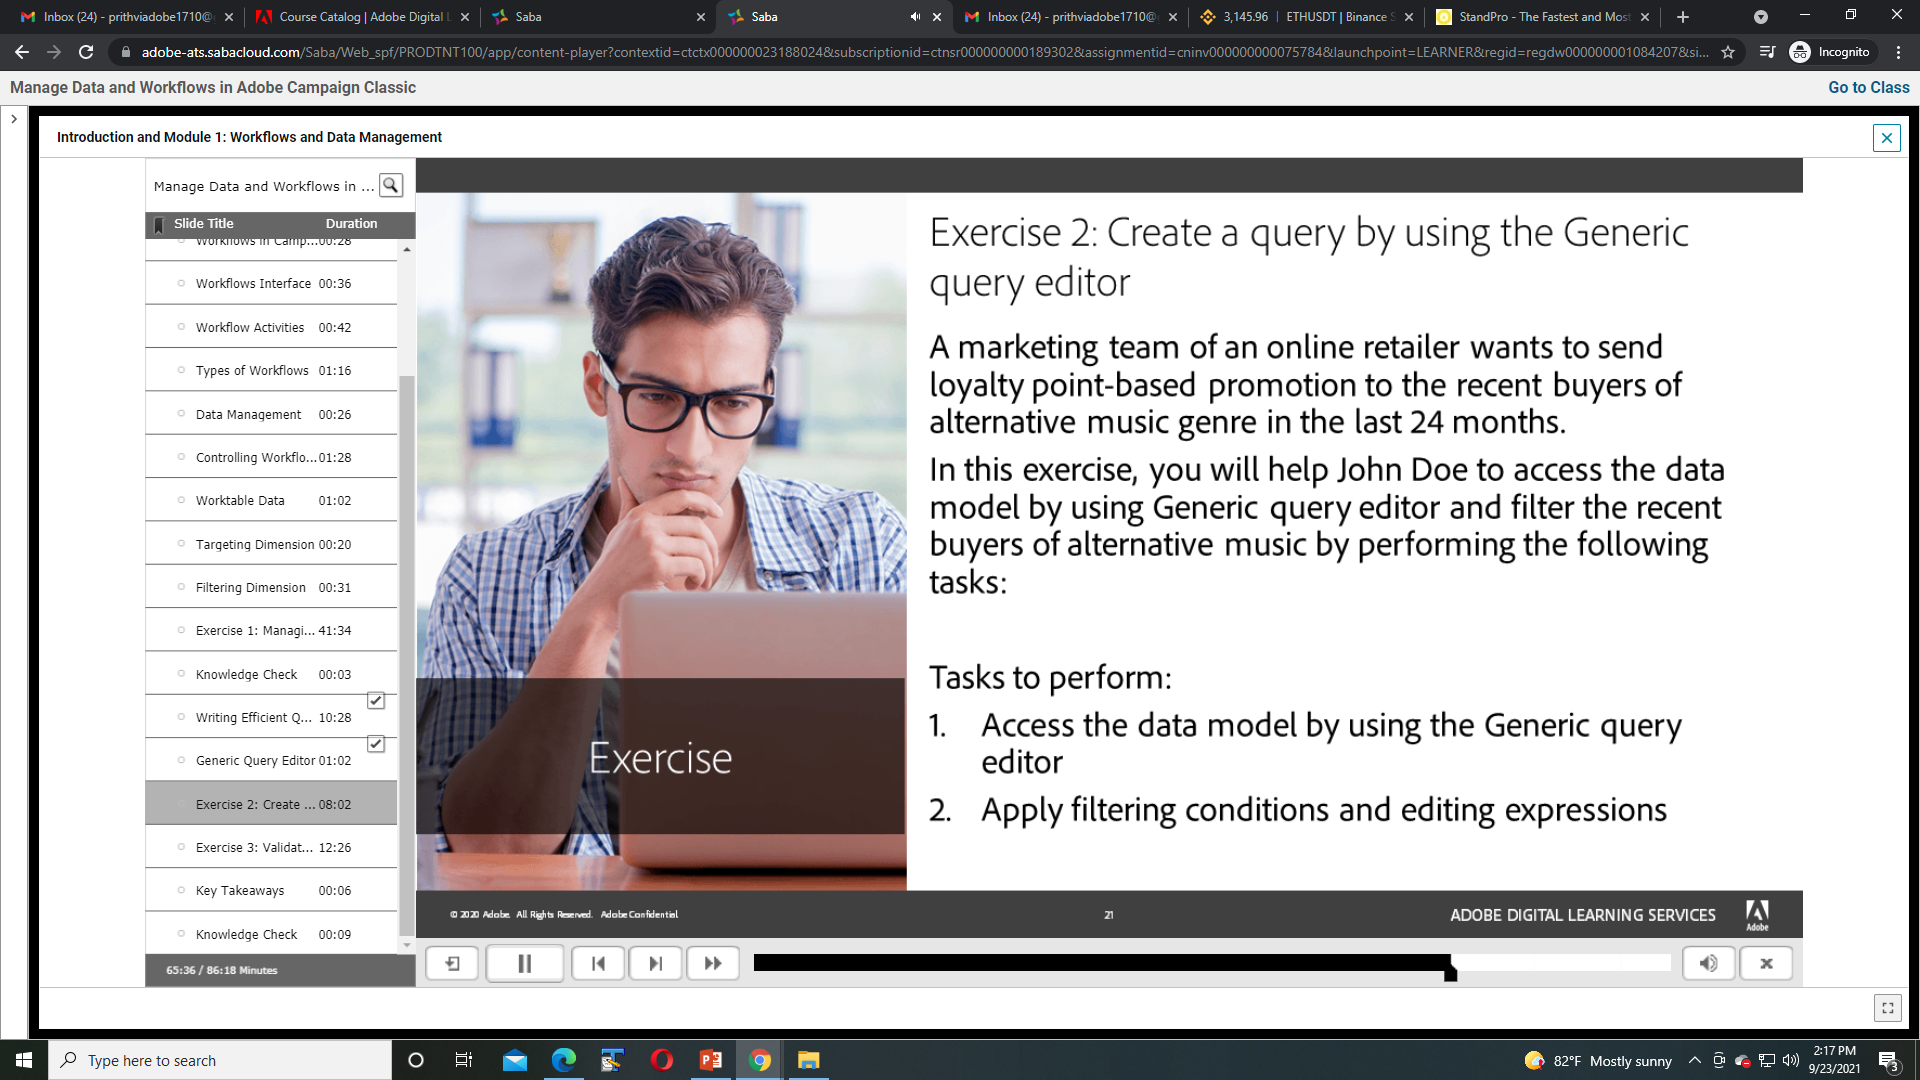 Inbox (24) - prithviadobe1710@
Course Catalog | Adobe Digital L
Saba
Saba
Inbox (24) - prithviadobe1710@
3,145.96 | ETHUSDT | Binance S
StandPro - The Fastest and Most
adobe-ats.sabacloud.com/Saba/Web_spf/PRODTNT100/app/content-player?contextid=ctctx000000023188024&subscriptionid=ctnsr0000000000189302&assignmentid=cninv000000000075784&launchpoint=LEARNER&regid=regdw000000001084207&si...
Incognito
Manage Data and Workflows in Adobe Campaign Classic
Go to Class
Introduction and Module 1: Workflows and Data Management
Manage Data and Workflows in ...
Slide Title Duration
Workflows in Camp...00:28
Workflows Interface 00:36
Workflow Activities 00:42
Types of Workflows 01:16
Data Management 00:26
Controlling Workflo...01:28
Worktable Data 01:02
Targeting Dimension 00:20
Filtering Dimension 00:31
Exercise 1: Managi... 41:34
Knowledge Check 00:03
Writing Efficient Q... 10:28
Generic Query Editor 01:02
Exercise 2: Create ... 08:02
Exercise 3: Validat... 12:26
Key Takeaways 00:06
Knowledge Check 00:09
65:36 / 86:18 Minutes
Exercise
Exercise 2: Create a query by using the Generic
query editor
A marketing team of an online retailer wants to send
loyalty point-based promotion to the recent buyers of
alternative music genre in the last 24 months.
In this exercise, you will help John Doe to access the data
model by using Generic query editor and filter the recent
buyers of alternative music by performing the following
tasks:
Tasks to perform:
1. Access the data model by using the Generic query
editor
2. Apply filtering conditions and editing expressions
© 2020 Adobe. All Rights Reserved. Adobe Confidential
21
ADOBE DIGITAL LEARNING SERVICES
Adobe
Type here to search
82°F Mostly sunny
2:17 PM
9/23/2021
3